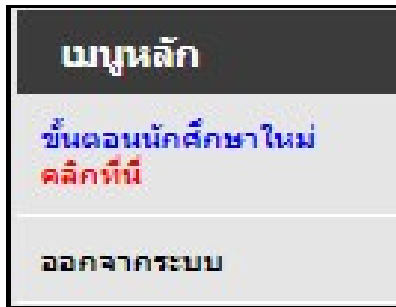 เมนูหลัก
ขั้นตอนนักศึกษาใหม่
คลิกที่นี่
ออกจากระบบ